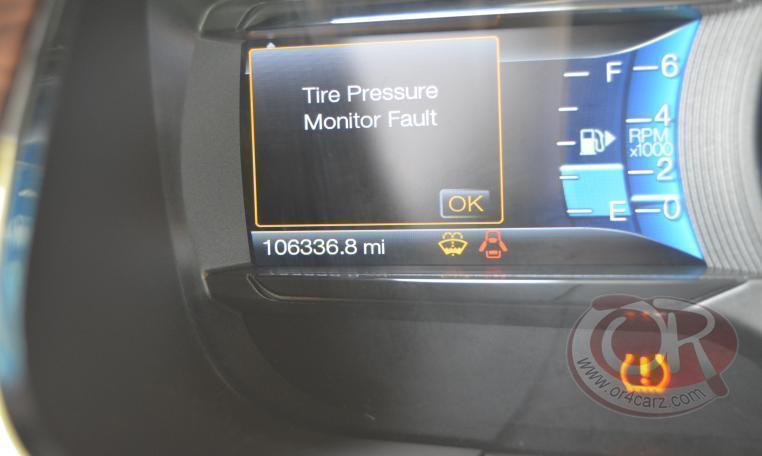 Tire Pressure
Monitor Fault
OK
106336.8 mi
F
E
6
4
RPM
x1000
2
0
OR
www.or4carz.com